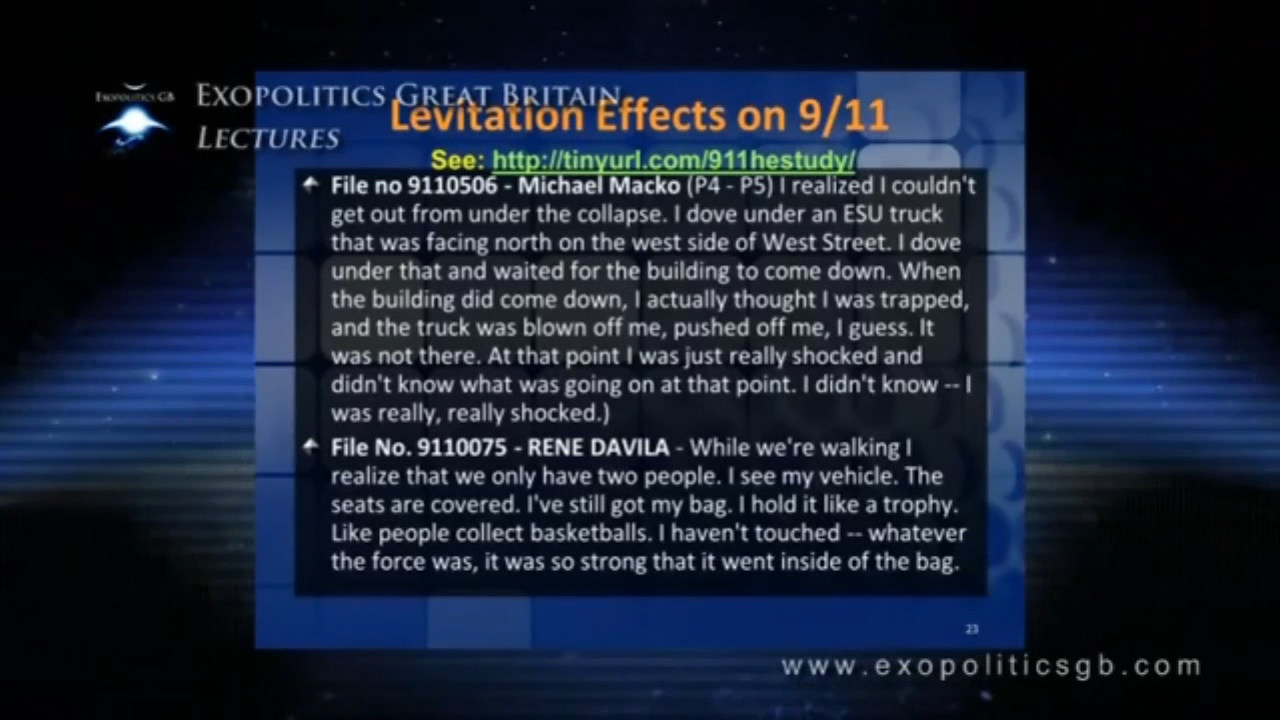 EXOPOLITICS GB
EXOPOLITICS GREAT BRITAIN
LECTURES
Levitation Effects on 9/11
See: http://tinyurl.com/911hestudy/
File no 9110506 - Michael Macko (P4 - P5) I realized I couldn't
get out from under the collapse. I dove under an ESU truck
that was facing north on the west side of West Street. I dove
under that and waited for the building to come down. When
the building did come down, I actually thought I was trapped,
and the truck was blown off me, pushed off me, I guess. It
was not there. At that point I was just really shocked and
didn't know what was going on at that point. I didn't know -- I
was really, really shocked.)
File No. 9110075 - RENE DAVILA - While we're walking I
realize that we only have two people. I see my vehicle. The
seats are covered. I've still got my bag. I hold it like a trophy.
Like people collect basketballs. I haven't touched -- whatever
the force was, it was so strong that it went inside of the bag.
23
www.exopoliticsgb.com